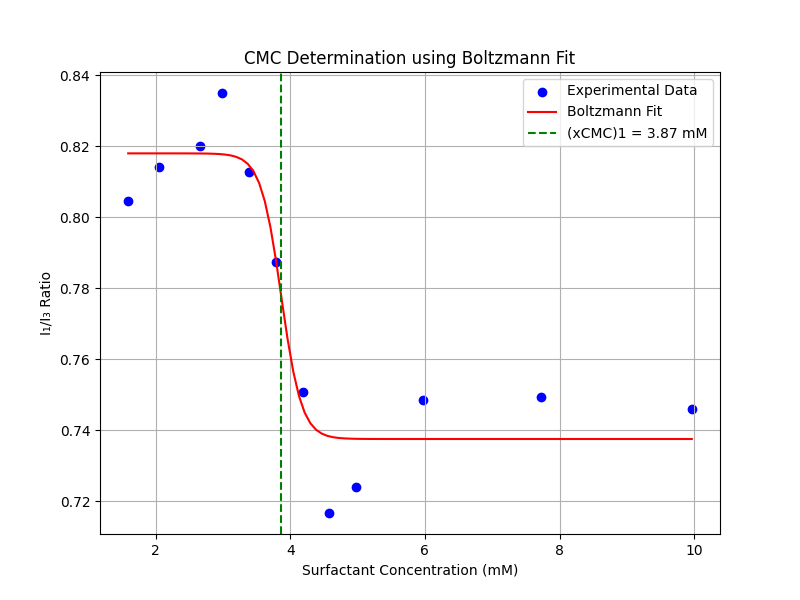 CMC Determination using Boltzmann Fit
Experimental Data
Boltzmann Fit
(xCMC)1 = 3.87 mM
0.84
0.82
0.80
0.78
0.76
0.74
0.72
I₁/I₃ Ratio
2 4 6 8 10
Surfactant Concentration (mM)